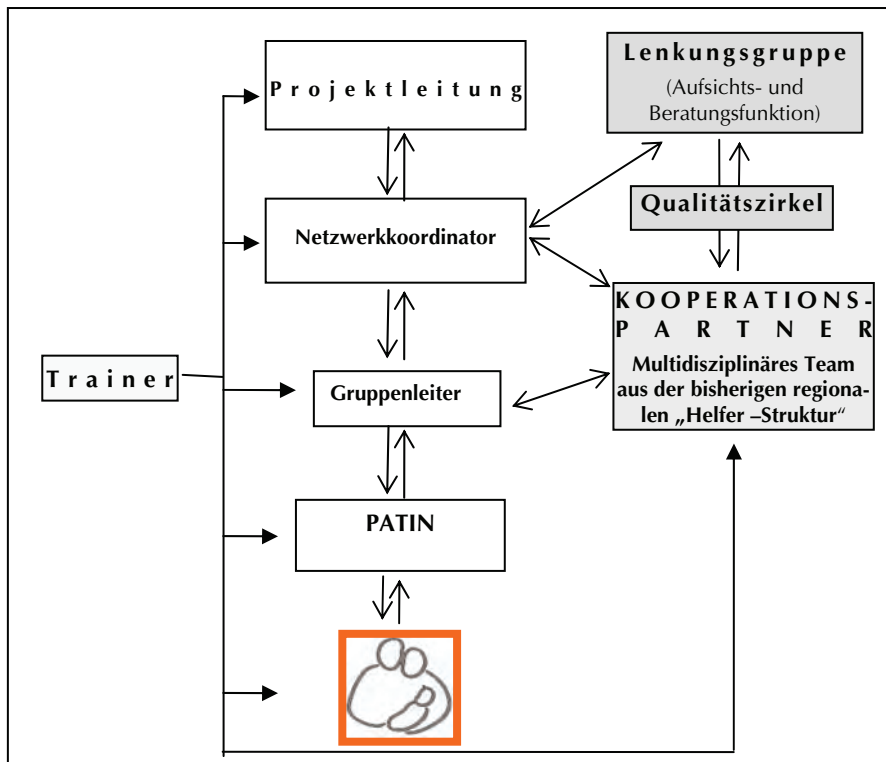 Projektleitung
Lenkungsgruppe
(Aufsichts- und
Beratungsfunktion)
Netzwerkkoordinator
Qualitätszirkel
KOOPERATIONS-
PARTNER
Multidisziplinäres Team
aus der bisherigen regiona-
len „Helfer –Struktur“
Trainer
Gruppenleiter
PATIN